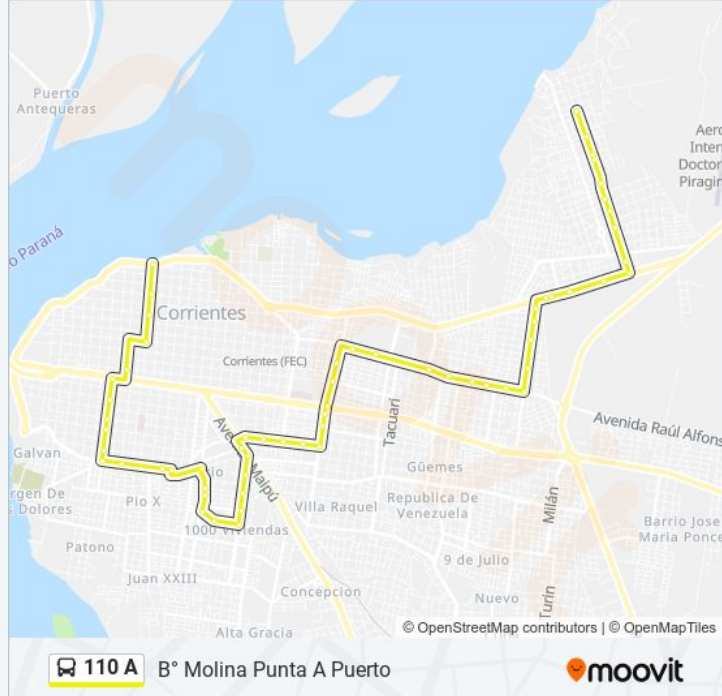 Puerto
Antequeras
Aero
Inter
Doctor
Piragin
o Paraná
Corrientes
Corrientes (FEC)
Avenida Maipú
Tacuarí
Avenida Raúl Alfons
Galvan
rgen De
s Dolores
Pio X
Güemes
Villa Raquel
Republica De
Venezuela
Milán
1000 Viviendas
Patono
Barrio Jose
Maria Ponce
9 de Julio
Juan XXIII
Concepcion
Nuevo
Turín
Alta Gracia
© OpenStreetMap contributors | © OpenMapTiles
110 A B° Molina Punta A Puerto
moovit